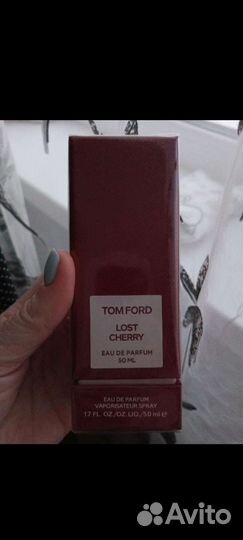 TOM FORD
LOST
CHERRY
EAU DE PARFUM
50 ML
EAU DE PARFUM
VAPORISATEUR SPRAY
1.7 FL. OZ./OZ. LIQ./50 ml e
Avito